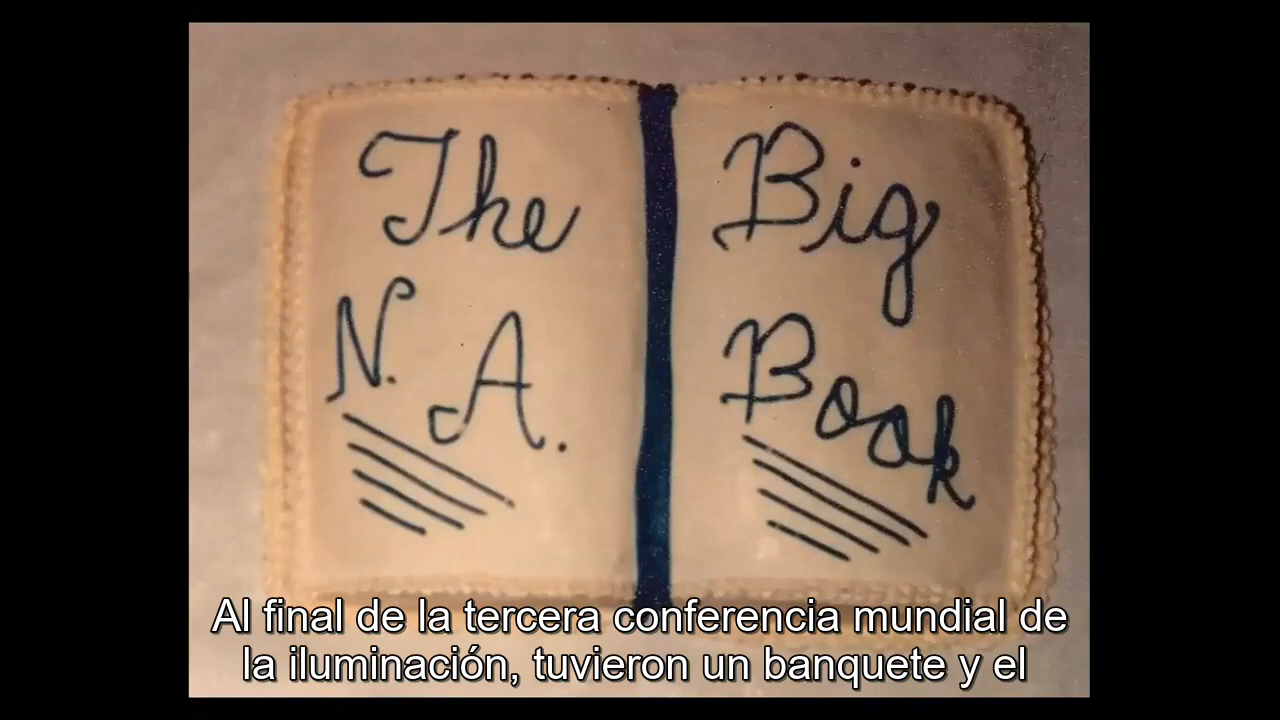 The
N. A.
Big
Book
Al final de la tercera conferencia mundial de
la iluminación, tuvieron un banquete y el